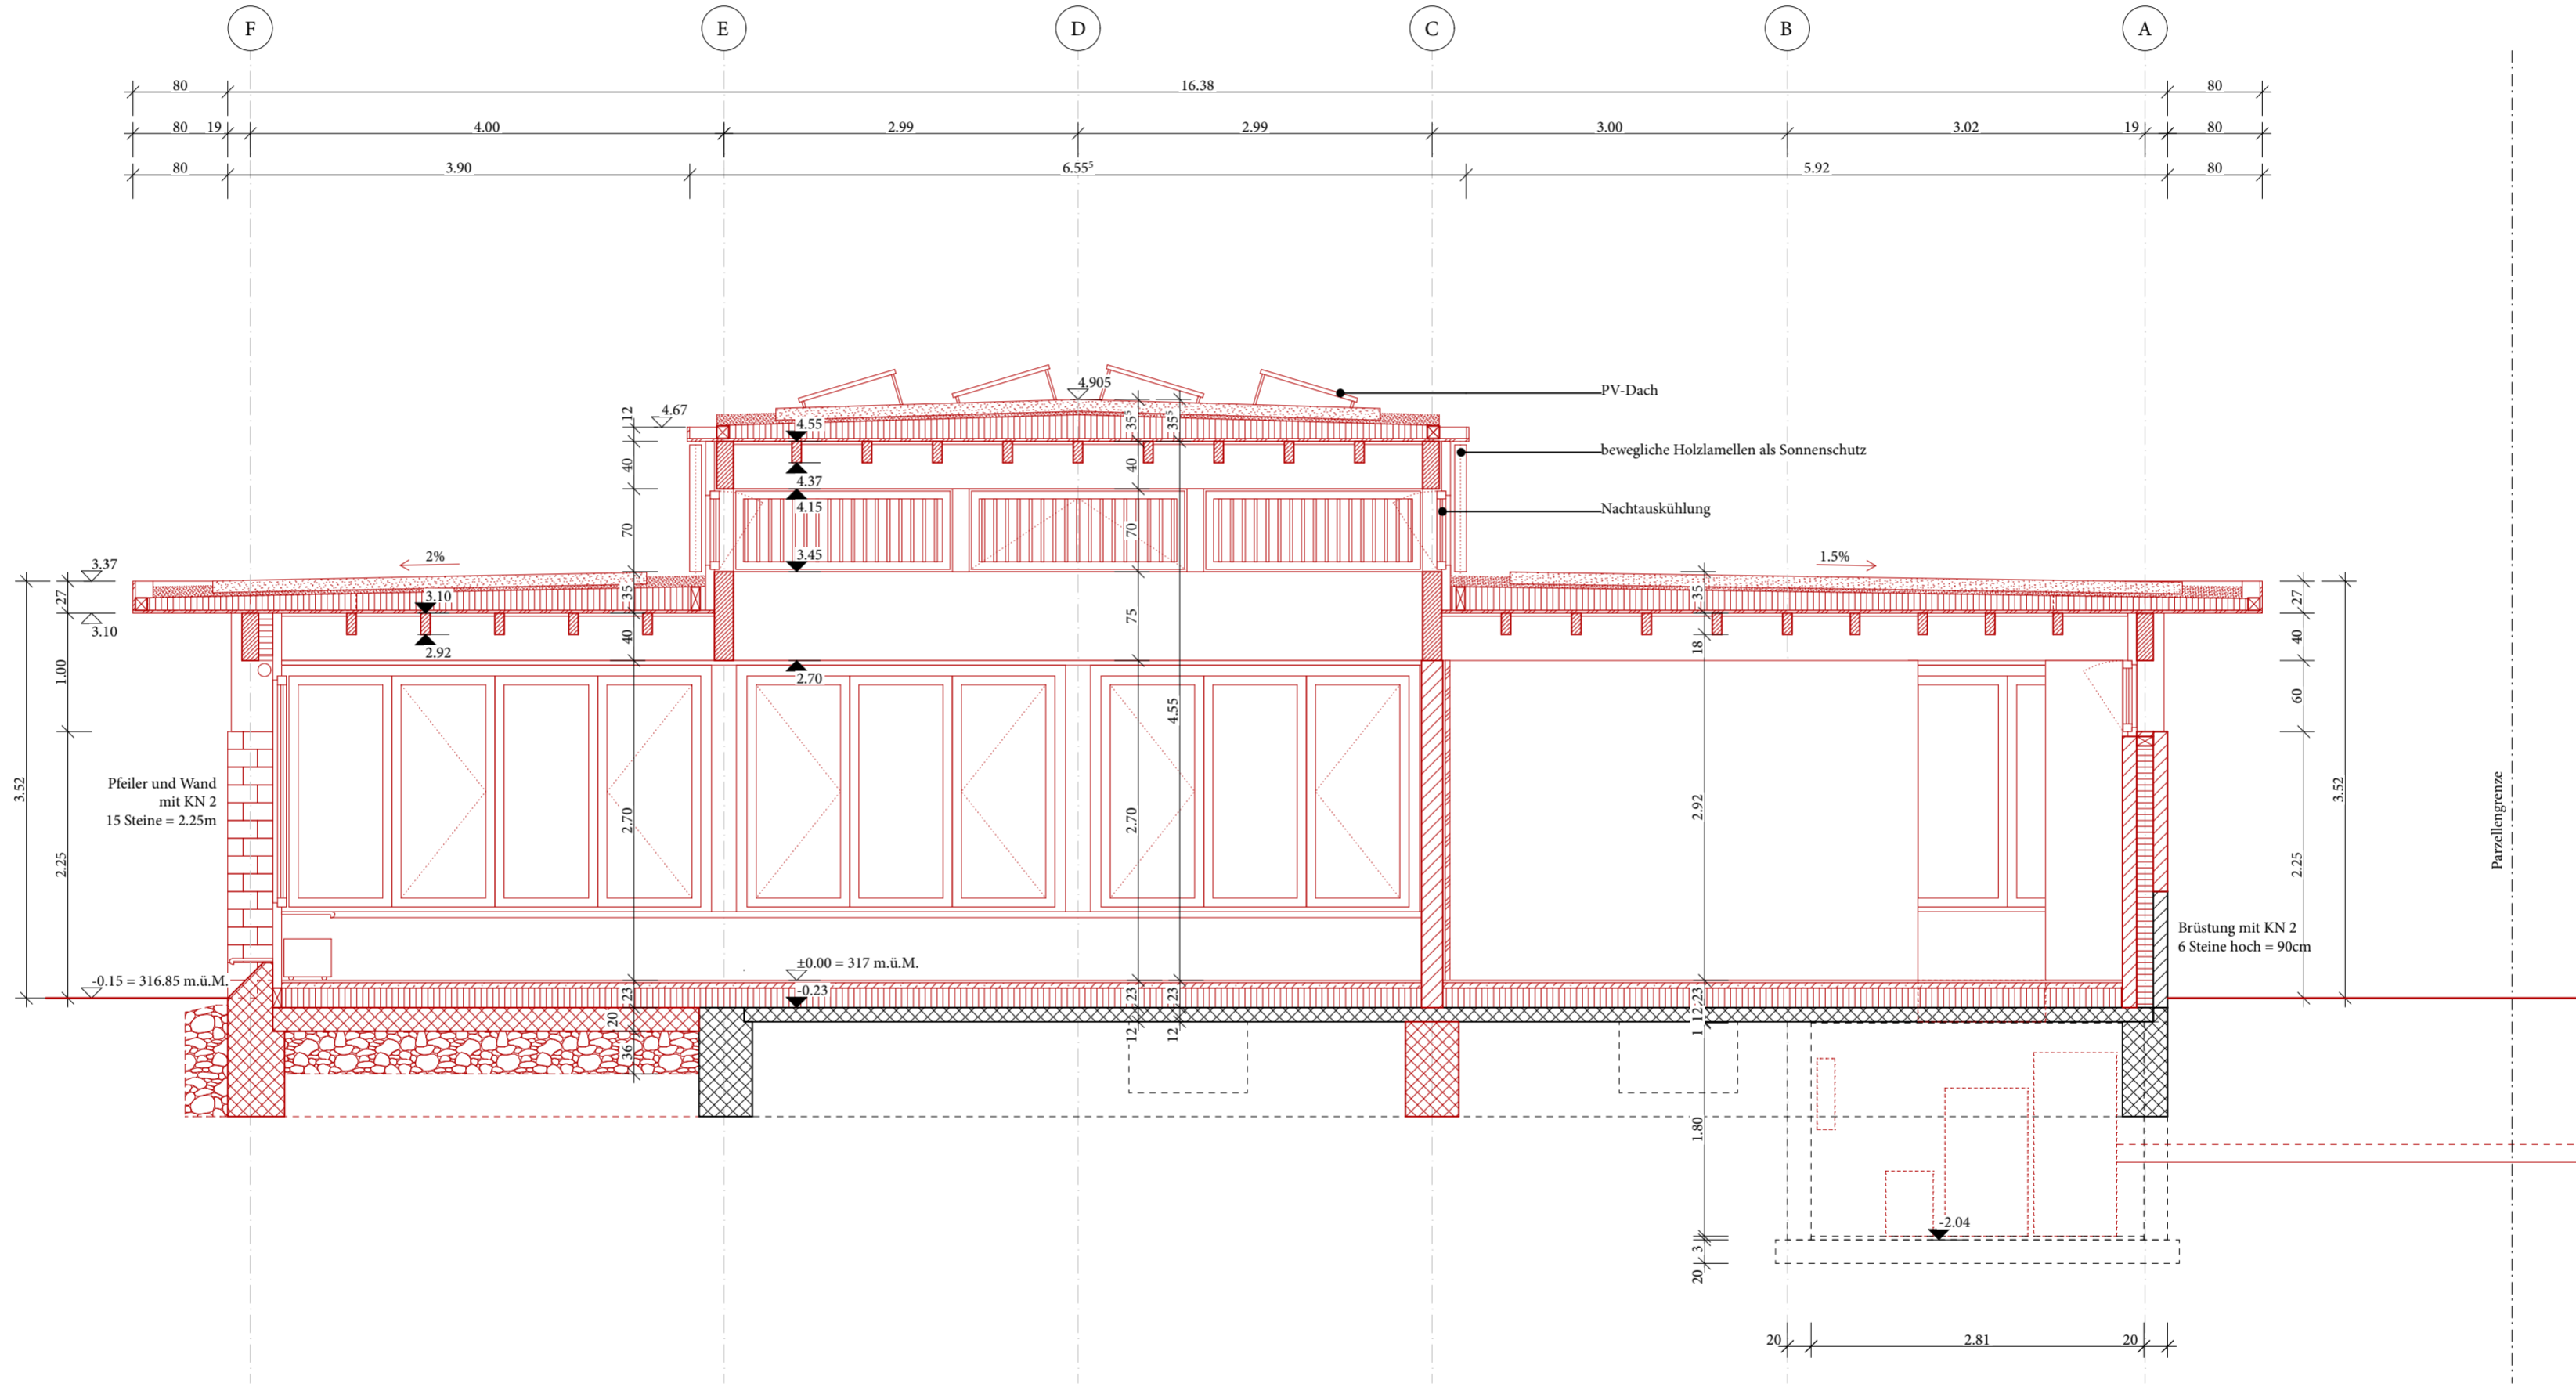 F E D C B A
80 16.38 80
80 19 4.00 2.99 2.99 3.00 3.02 19 80
80 3.90 6.55⁵ 5.92 80
4.905
PV-Dach
12 4.67
4.55
35⁵ 35⁵
bewegliche Holzlamellen als Sonnenschutz
40 40
4.37
4.15
Nachtauskühlung
70 70
3.45
2% 1.5%
3.37
27 3.10 35 35 27
3.10
40 75 18 40
2.92
1.00 2.70 60
4.55
3.52 Pfeiler und Wand
mit KN 2
15 Steine = 2.25m
2.70 2.70 2.92 3.52
Parzellengrenze
2.25 2.25
Brüstung mit KN 2
6 Steine hoch = 90cm
±0.00 = 317 m.ü.M.
-0.15 = 316.85 m.ü.M.
-0.23
23 23 23 23
20 12 12 12
1
36
1.80
-2.04
3
20
20 2.81 20